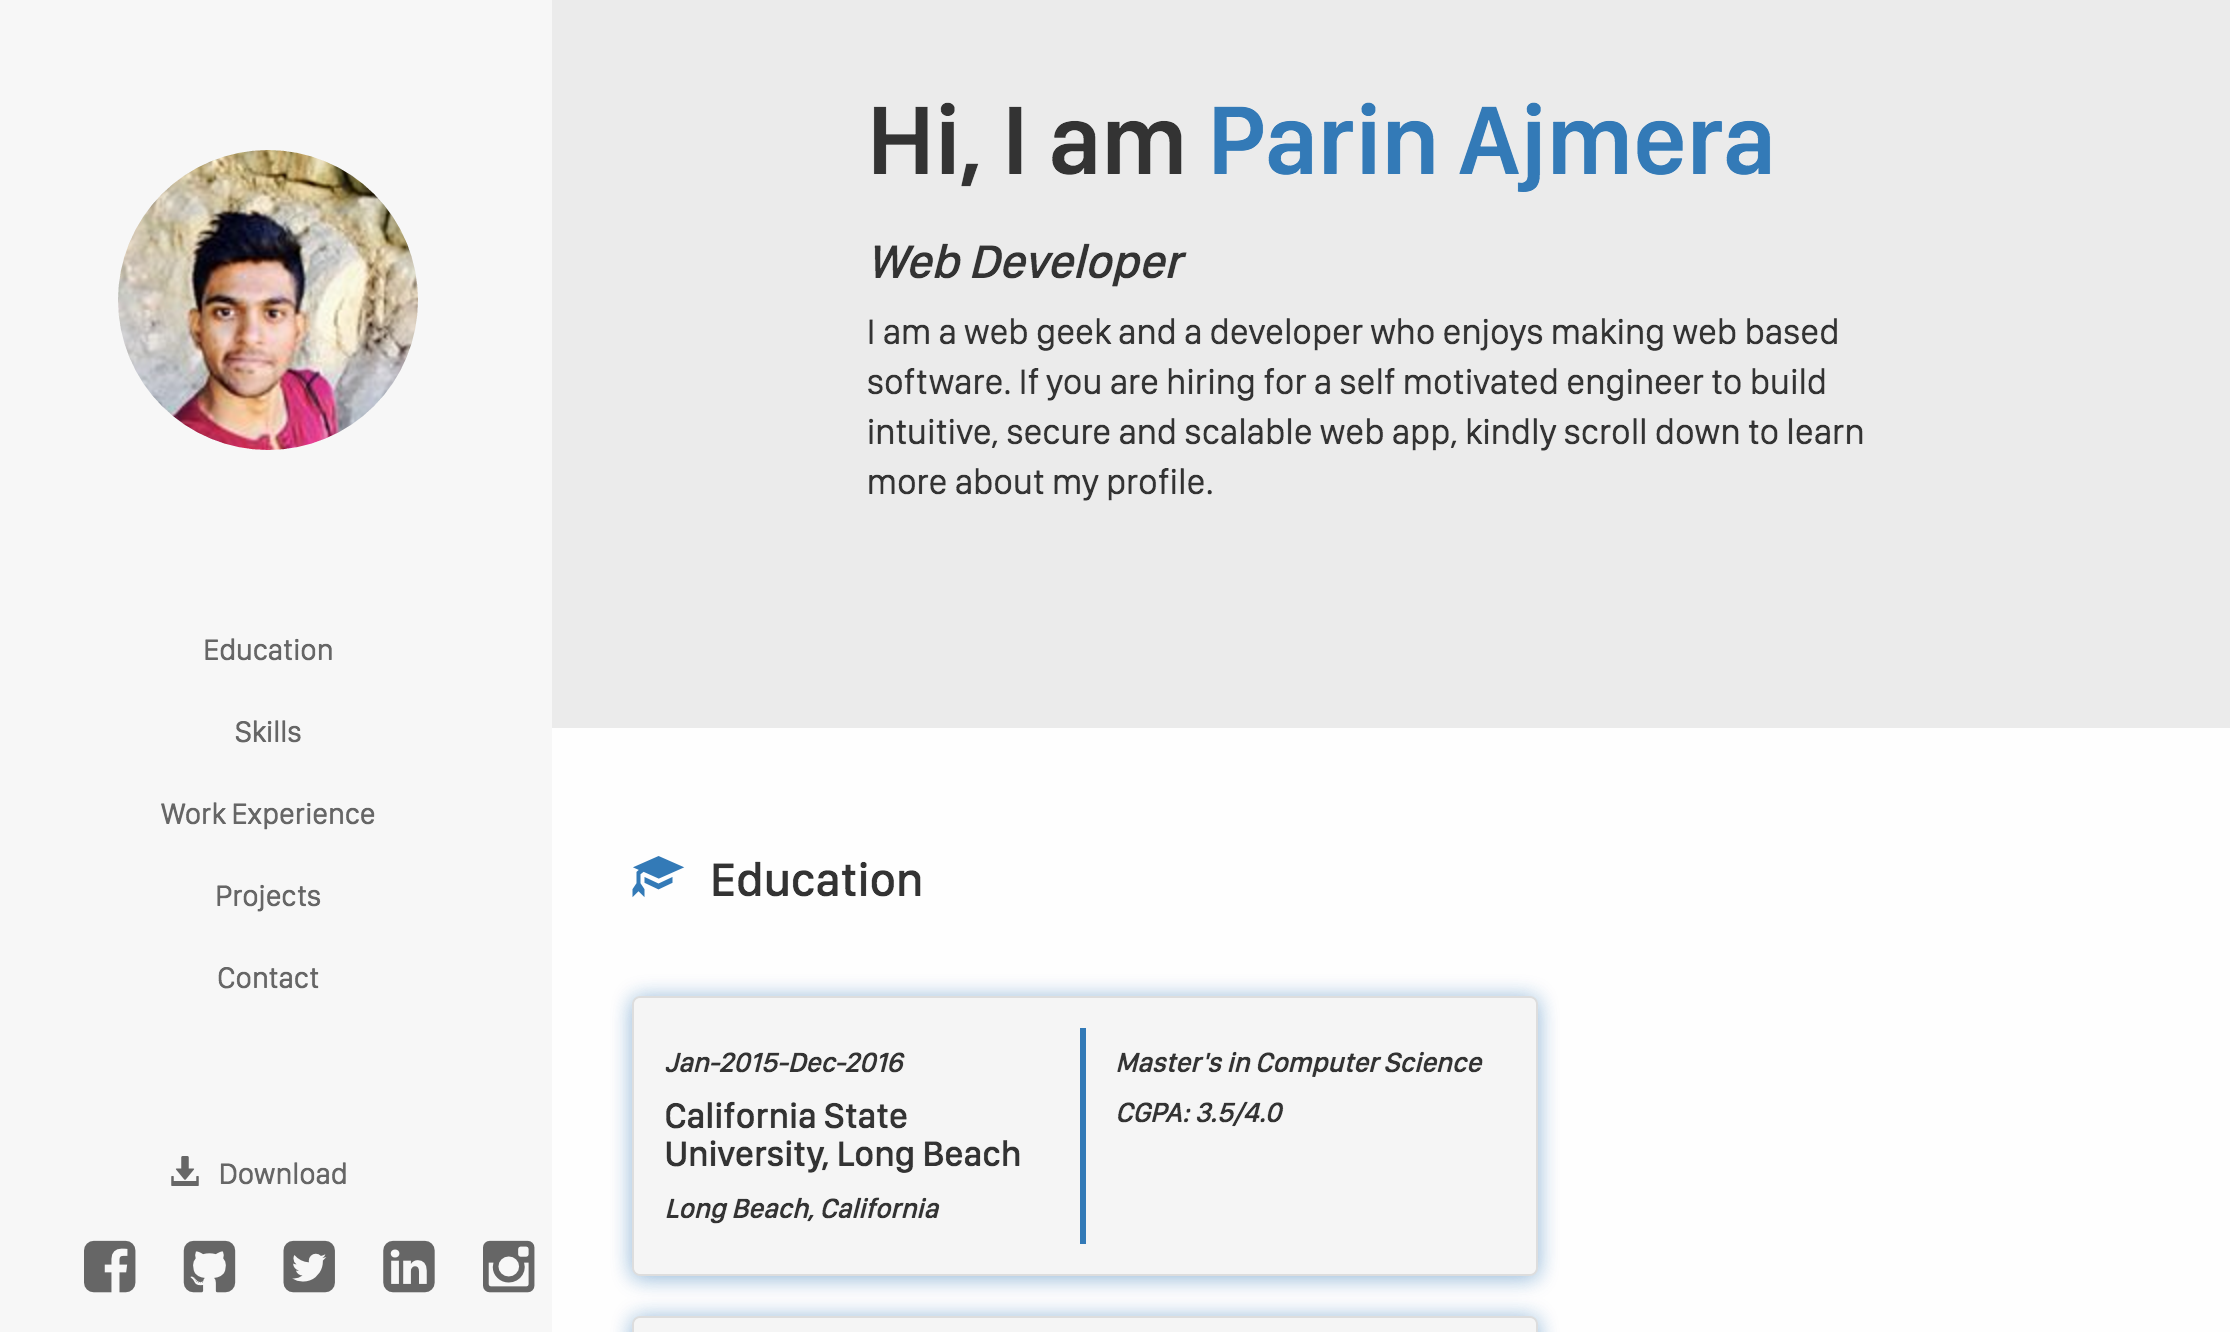 Education
Skills
Work Experience
Projects
Contact
Download
Hi, I am Parin Ajmera
Web Developer
I am a web geek and a developer who enjoys making web based
software. If you are hiring for a self motivated engineer to build
intuitive, secure and scalable web app, kindly scroll down to learn
more about my profile.
Education
Jan-2015-Dec-2016
California State
University, Long Beach
Long Beach, California
Master's in Computer Science
CGPA: 3.5/4.0